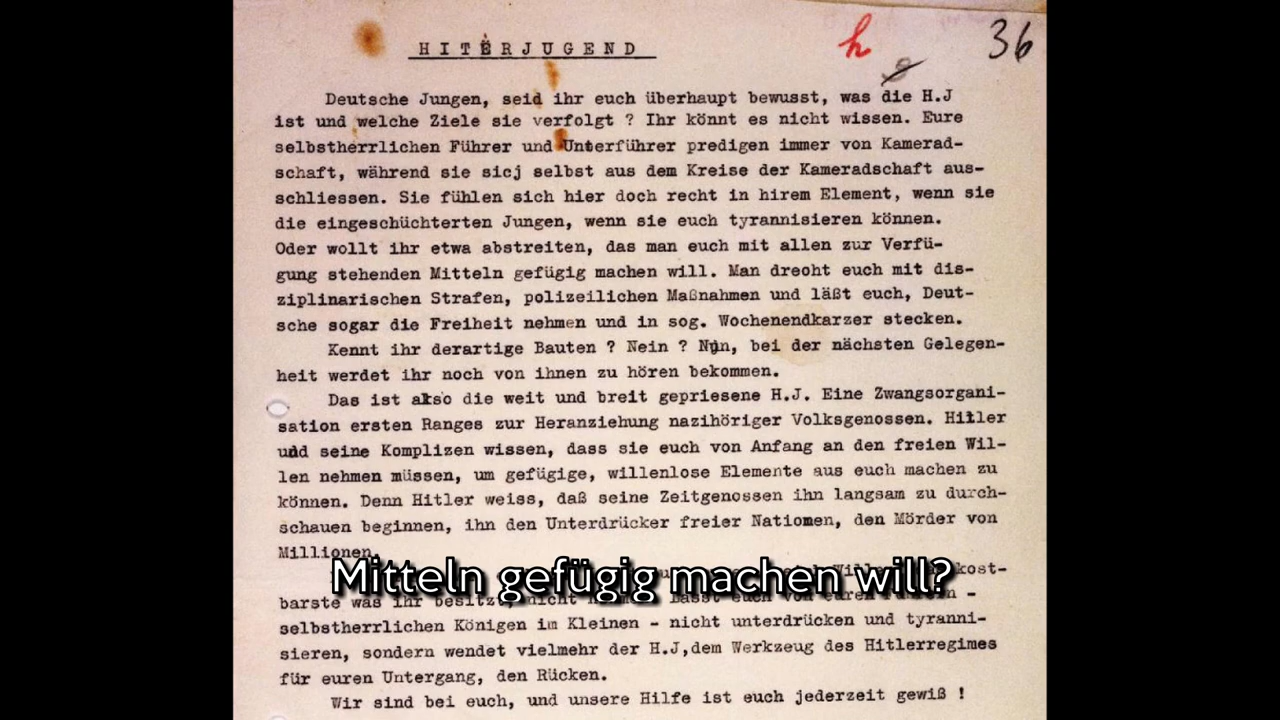 HITERJUGEND
h
36
Deutsche Jungen, seid ihr euch überhaupt bewusst, was die H.J
ist und welche Ziele sie verfolgt ? Ihr könnt es nicht wissen. Eure
selbstherrlichen Führer und Unterführer predigen immer von Kamerad-
schaft, während sie sicj selbst aus dem Kreise der Kameradschaft aus-
schliessen. Sie fühlen sich hier doch recht in hirem Element, wenn sie
die eingeschüchterten Jungen, wenn sie euch tyrannisieren können.
Oder wollt ihr etwa abstreiten, das man euch mit allen zur Verfü-
gung stehenden Mitteln gefügig machen will. Man dreoht euch mit dis-
ziplinarischen Strafen, polizeilichen Maßnahmen und läßt euch, Deut-
sche sogar die Freiheit nehmen und in sog. Wochenendkarzer stecken.
Kennt ihr derartige Bauten ? Nein ? Nun, bei der nächsten Gelegen-
heit werdet ihr noch von ihnen zu hören bekommen.
Das ist also die weit und breit gepriesene H.J. Eine Zwangsorgani-
sation ersten Ranges zur Heranziehung nazihöriger Volksgenossen. Hitler
und seine Komplizen wissen, dass sie euch von Anfang an den freien Wil-
len nehmen müssen, um gefügige, willenlose Elemente aus euch machen zu
können. Denn Hitler weiss, daß seine Zeitgenossen ihn langsam zu durch-
schauen beginnen, ihn den Unterdrücker freier Natiomen, den Mörder von
Millionen.
kost-
Mitteln gefügig machen will?
barste was ihr besitzt, nicht
selbstherrlichen Königen im Kleinen - nicht unterdrücken und tyranni-
sieren, sondern wendet vielmehr der H.J,dem Werkzeug des Hitlerregimes
für euren Untergang, den Rücken.
Wir sind bei euch, und unsere Hilfe ist euch jederzeit gewiß !